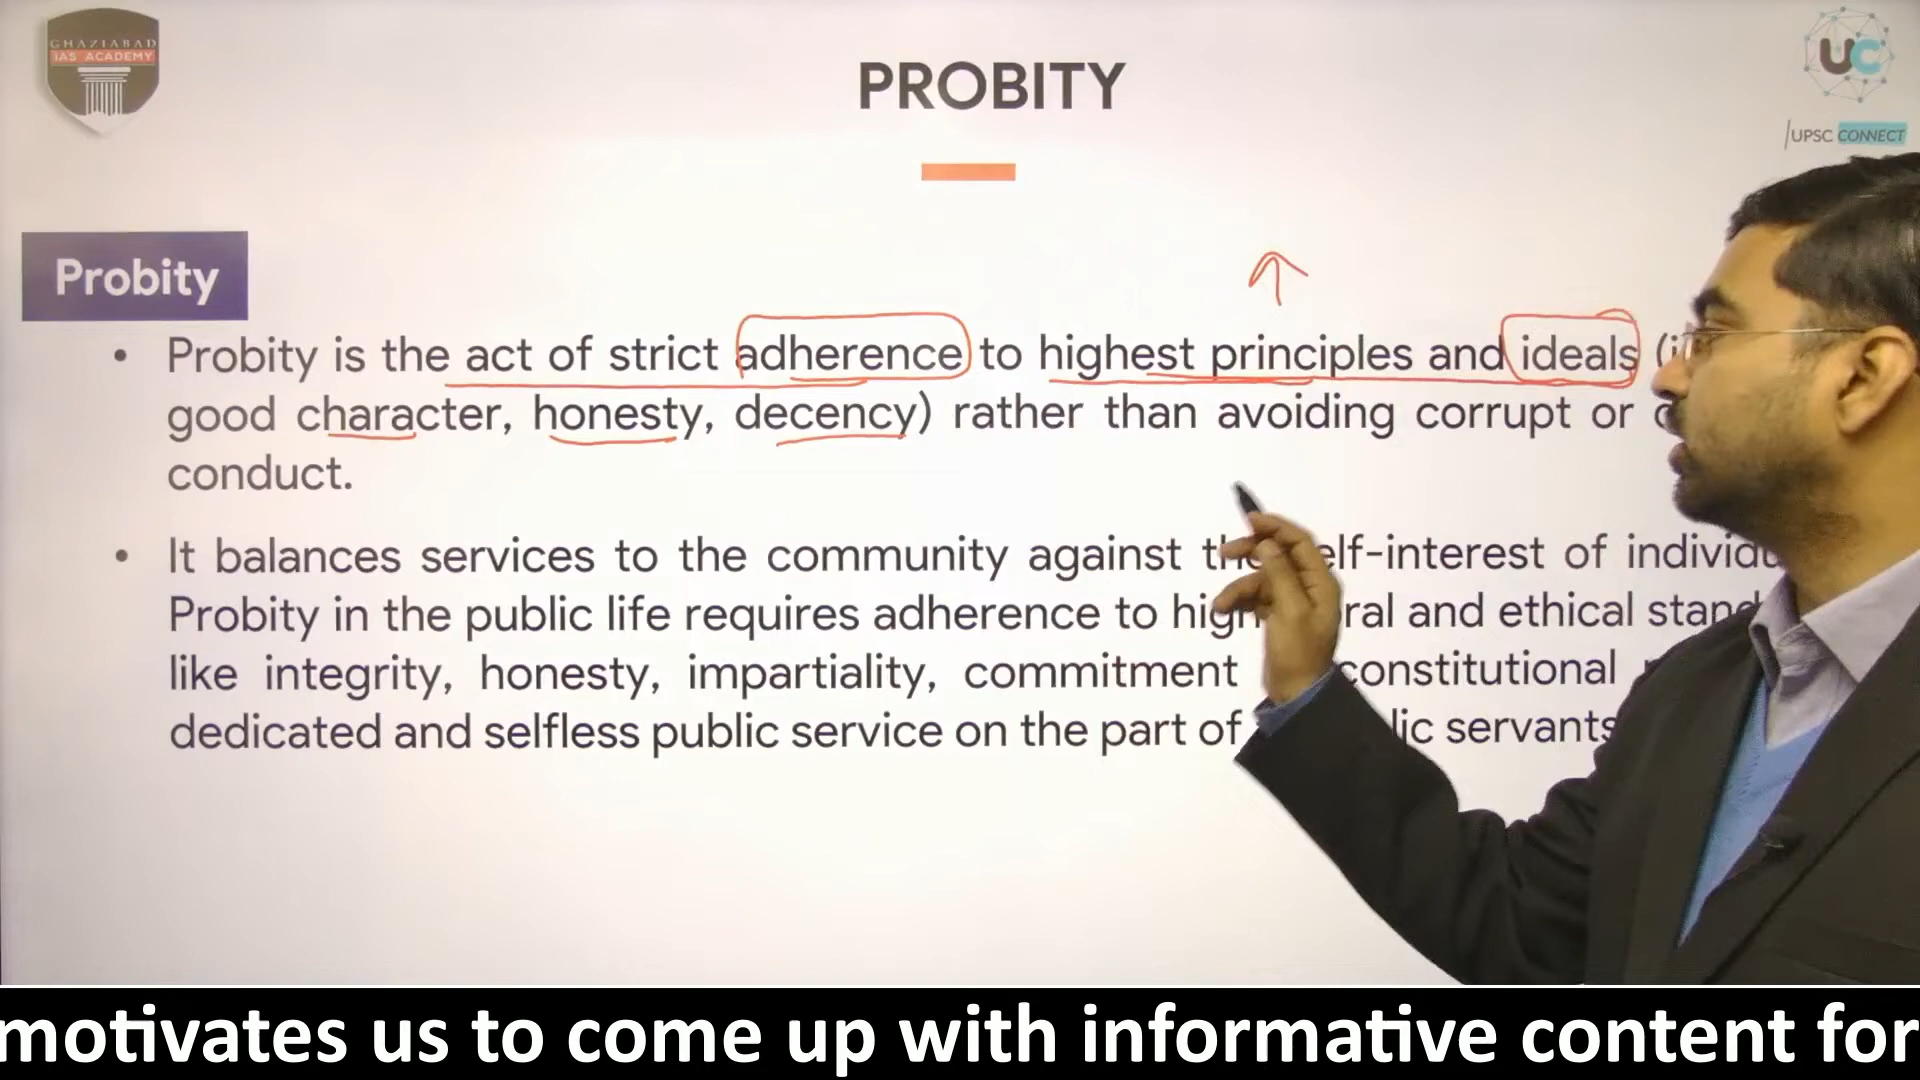 GHAZIABAD
IAS ACADEMY
UC
UPSC CONNECT
PROBITY
Probity
• Probity is the act of strict adherence to highest principles and ideals
good character, honesty, decency) rather than avoiding corrupt or
conduct.
• It balances services to the community against
Probity in the public life requires adherence to and ethical
like integrity, honesty, impartiality, commitment constitutional
dedicated and selfless public service on the part of servants
motivates us to come up with informative content for